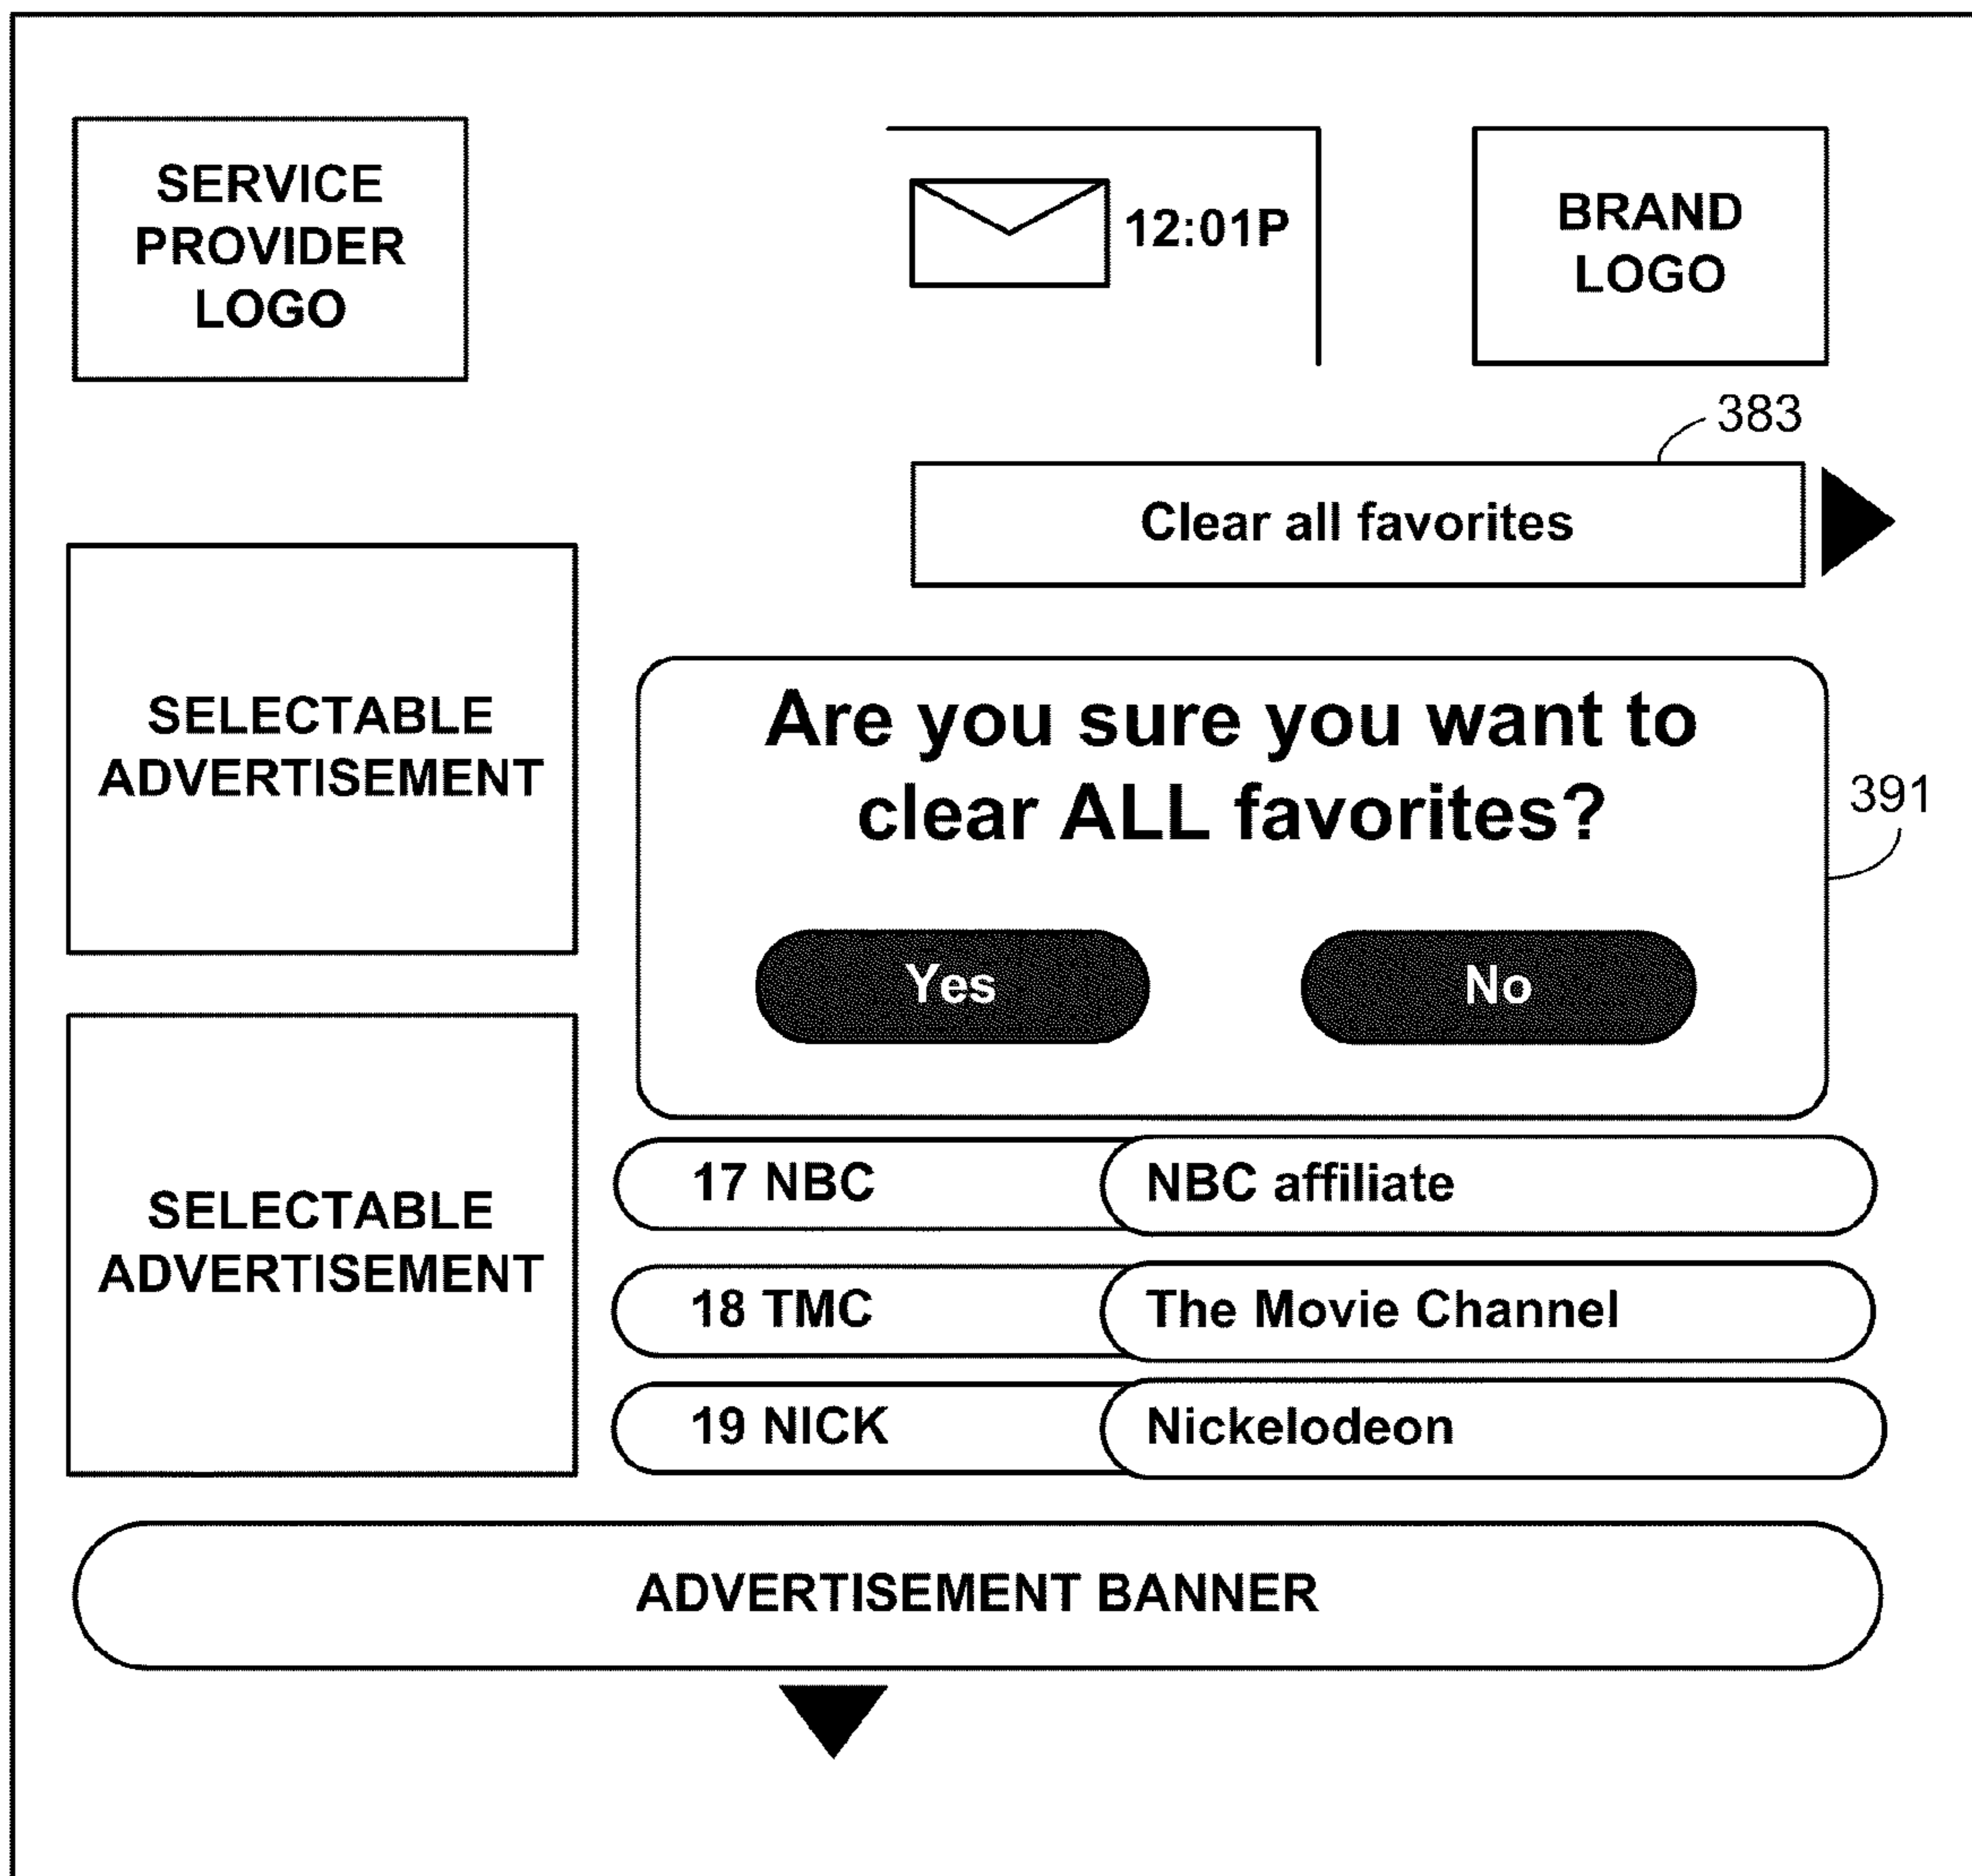 SERVICE
PROVIDER
LOGO
12:01P
BRAND
LOGO
383
Clear all favorites
SELECTABLE
ADVERTISEMENT
Are you sure you want to
clear ALL favorites?
391
Yes No
SELECTABLE
ADVERTISEMENT
17 NBC NBC affiliate
18 TMC The Movie Channel
19 NICK Nickelodeon
ADVERTISEMENT BANNER